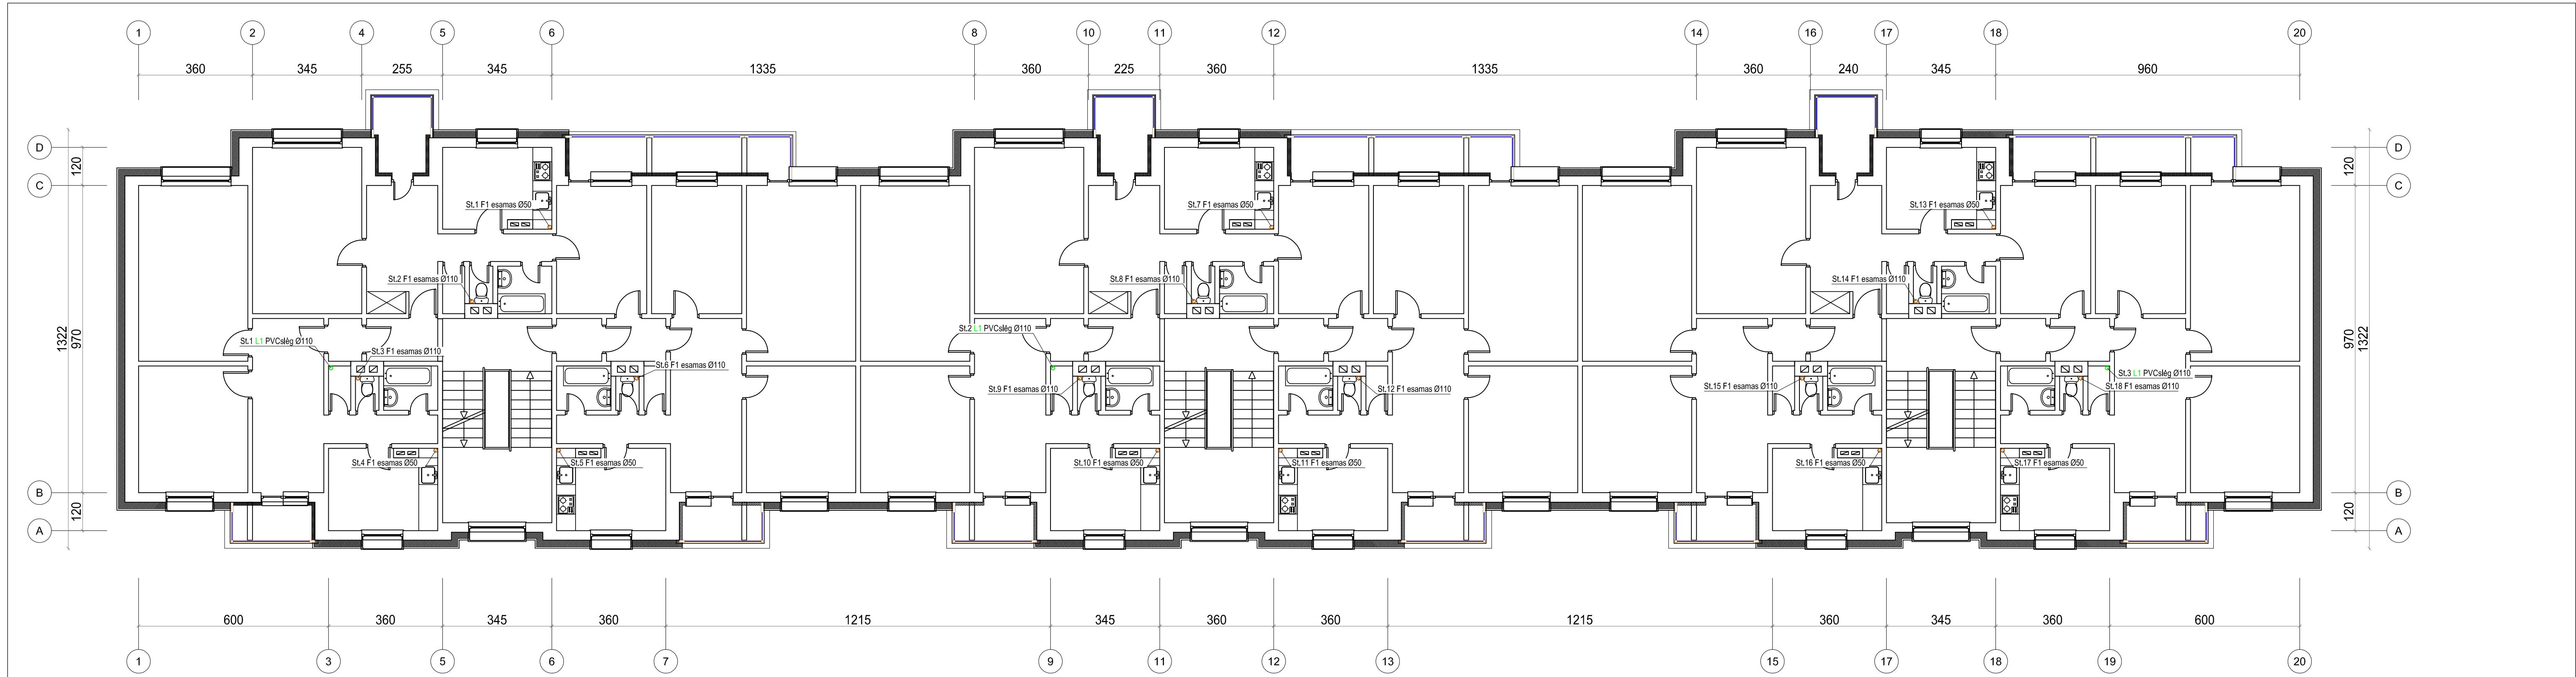 1 2 4 5 6 8 10 11 12 14 16 17 18 20
360 345 255 345 1335 360 225 360 1335 360 240 345 960
D D
120 120
C C
St.1 F1 esamas Ø50 St.7 F1 esamas Ø50 St.13 F1 esamas Ø50
St.2 F1 esamas Ø110 St.8 F1 esamas Ø110 St.14 F1 esamas Ø110
St.2 L1 PVCslėg Ø110
1322 970 970 1322
St.1 L1 PVCslėg Ø110
St.3 F1 esamas Ø110
St.6 F1 esamas Ø110
St.3 L1 PVCslėg Ø110
St.9 F1 esamas Ø110 St.12 F1 esamas Ø110 St.15 F1 esamas Ø110 St.18 F1 esamas Ø110
St.4 F1 esamas Ø50 St.5 F1 esamas Ø50 St.10 F1 esamas Ø50 St.11 F1 esamas Ø50 St.16 F1 esamas Ø50 St.17 F1 esamas Ø50
B B
120 120
A A
600 360 345 360 1215 345 360 360 1215 360 345 360 600
1 3 5 6 7 9 11 12 13 15 17 18 19 20